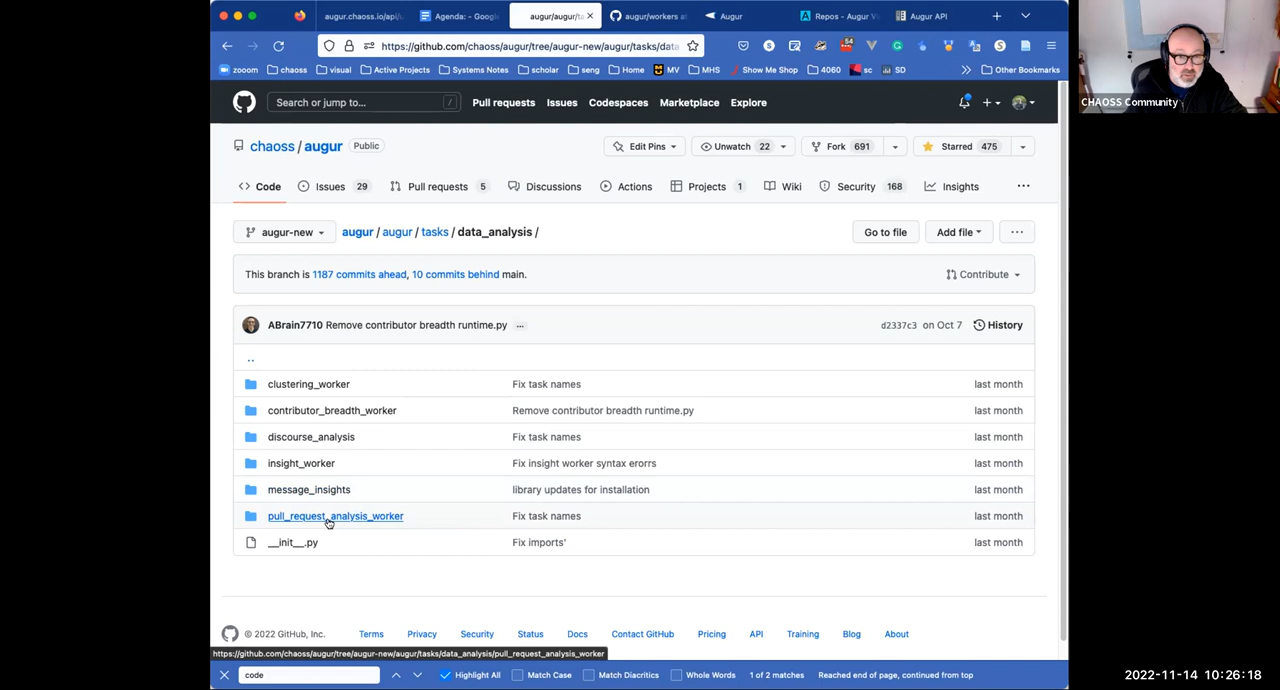 augur.chaoss.io/api/u
Agenda: - Google
augur/augur/ta
augur/workers at
Augur
Repos - Augur V
Augur API
https://github.com/chaoss/augur/tree/augur-new/augur/tasks/data_
54
zooom
chaoss
visual
Active Projects
Systems Notes
scholar
seng
Home
MV
MHS
Show Me Shop
4060
sc
SD
Other Bookmarks
CHAOSS Community
Search or jump to...
/
Pull requests
Issues
Codespaces
Marketplace
Explore
chaoss / augur
Public
Edit Pins
Unwatch 22
Fork 691
Starred 475
Code
Issues 29
Pull requests 5
Discussions
Actions
Projects 1
Wiki
Security 168
Insights
augur-new
augur / augur / tasks / data_analysis /
Go to file
Add file
This branch is 1187 commits ahead, 10 commits behind main.
Contribute
ABrain7710 Remove contributor breadth runtime.py
d2337c3 on Oct 7
History
..
clustering_worker Fix task names last month
contributor_breadth_worker Remove contributor breadth runtime.py last month
discourse_analysis Fix task names last month
insight_worker Fix insight worker syntax erorrs last month
message_insights library updates for installation last month
pull_request_analysis_worker Fix task names last month
__init__.py Fix imports' last month
© 2022 GitHub, Inc.
Terms
Privacy
Security
Status
Docs
Contact GitHub
Pricing
API
Training
Blog
About
https://github.com/chaoss/augur/tree/augur-new/augur/tasks/data_analysis/pull_request_analysis_worker
code
Highlight All
Match Case
Match Diacritics
Whole Words
1 of 2 matches
Reached end of page, continued from top
2022-11-14 10:26:18